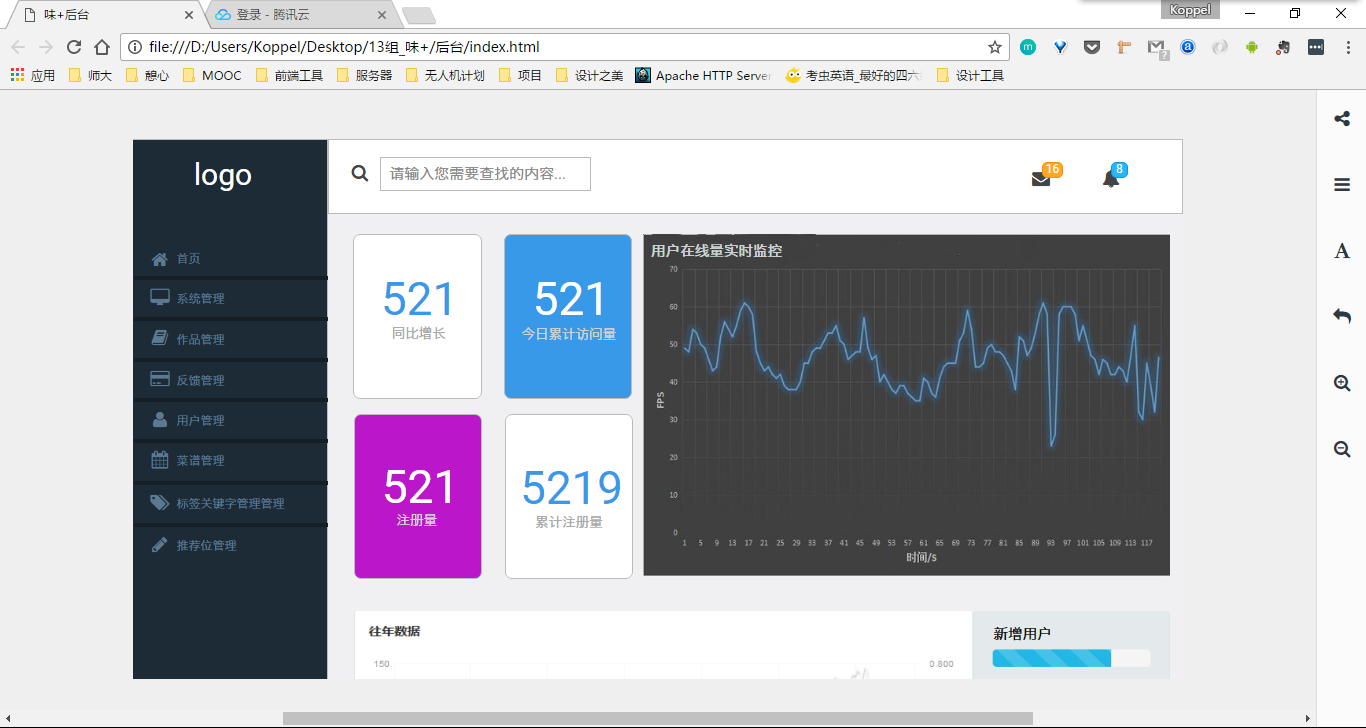 味+后台
登录 - 腾讯云
Koppel
file:///D:/Users/Koppel/Desktop/13组_味+/后台/index.html
应用 师大 憩心 MOOC 前端工具 服务器 无人机计划 项目 设计之美 Apache HTTP Server 考虫英语_最好的四六 设计工具
logo
请输入您需要查找的内容...
16
8
首页
系统管理
作品管理
反馈管理
用户管理
菜谱管理
标签关键字管理管理
推荐位管理
521
同比增长
521
今日累计访问量
521
注册量
5219
累计注册量
用户在线量实时监控
70
60
50
40
30
20
10
0
FPS
1 5 9 13 17 21 25 29 33 37 41 45 49 53 57 61 65 69 73 77 81 85 89 93 97 101 105 109 113 117
时间/s
往年数据
150
0.800
新增用户